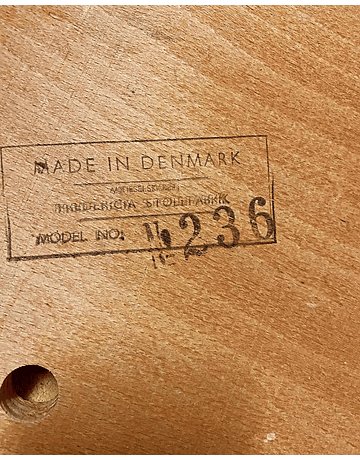 MADE IN DENMARK
FREDERICIA STOLEFABRIK
MODEL NO: 236